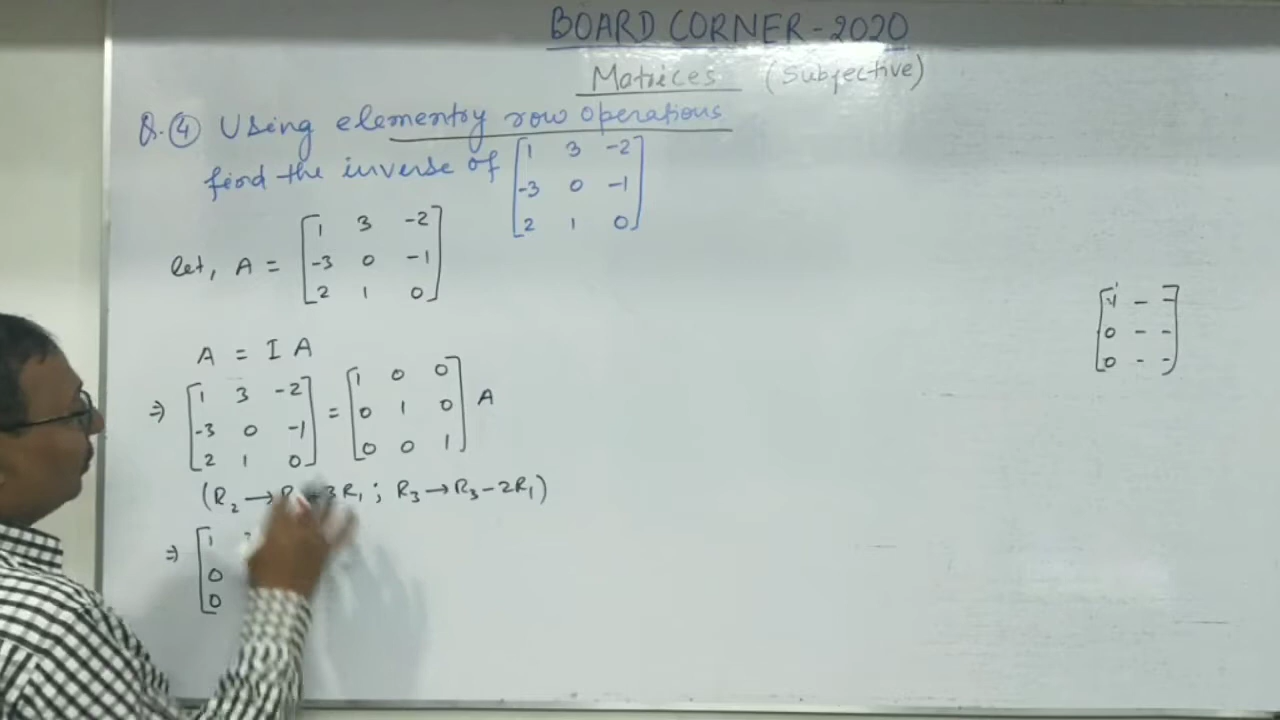 BOARD CORNER - 2020
Matrices (Subjective)
Q.④ Using elementry row operations
find the inverse of [1 3 -2
-3 0 -1
2 1 0]
let, A = [1 3 -2
-3 0 -1
2 1 0]
A = I A
⇒ [1 3 -2
-3 0 -1
2 1 0] = [1 0 0
0 1 0
0 0 1] A
(R₂ → 3R₁ ; R₃ → R₃ - 2R₁)
⇒ [1
0
0
[1 - -
0 - -
0 - -]